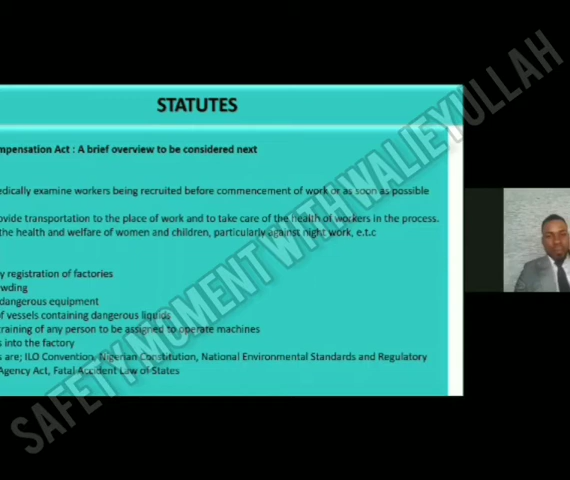 STATUTES
mpensation Act : A brief overview to be considered next
edically examine workers being recruited before commencement of work or as soon as possible
ovide transportation to the place of work and to take care of the health of workers in the process.
the health and welfare of women and children, particularly against night work, e.t.c
y registration of factories
wding
dangerous equipment
of vessels containing dangerous liquids
training of any person to be assigned to operate machines
s into the factory
s are; ILO Convention, Nigerian Constitution, National Environmental Standards and Regulatory
Agency Act, Fatal Accident Law of States
SAFETY MOMENT WITH WALIEYULLAH